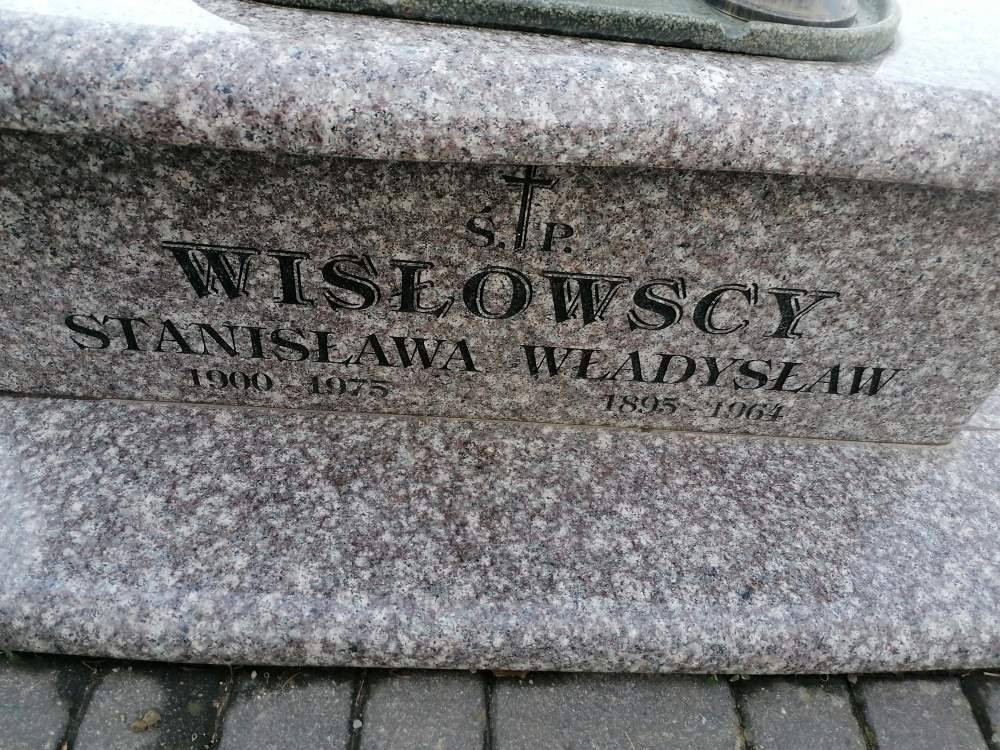 Ś. P.
WISŁOWSCY
STANISŁAWA WŁADYSŁAW
1900 - 1975 1895 - 1964